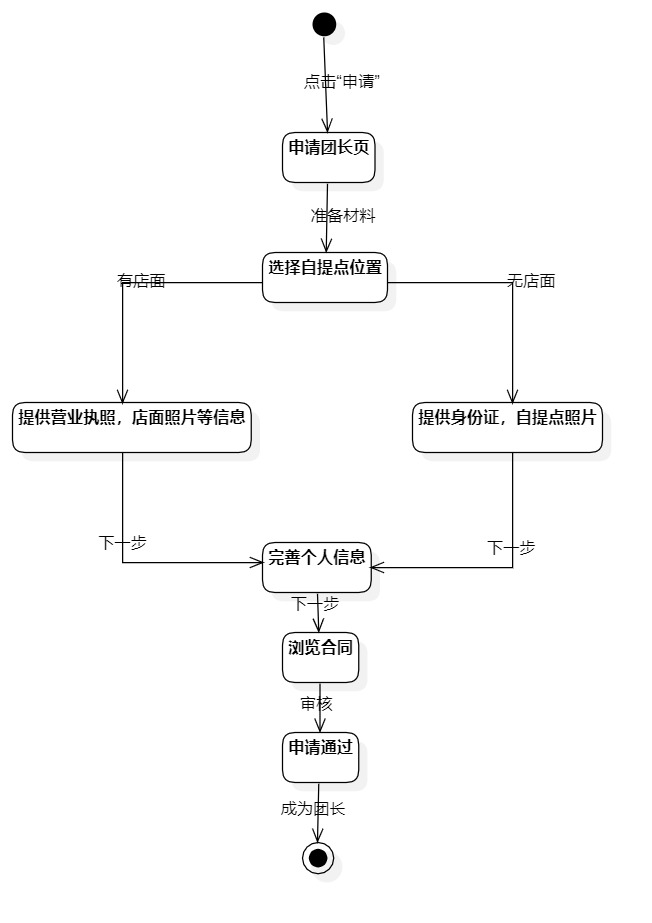 点击“申请”
申请团长页
准备材料
选择自提点位置
有店面
无店面
提供营业执照，店面照片等信息
提供身份证，自提点照片
下一步
下一步
完善个人信息
下一步
浏览合同
审核
申请通过
成为团长